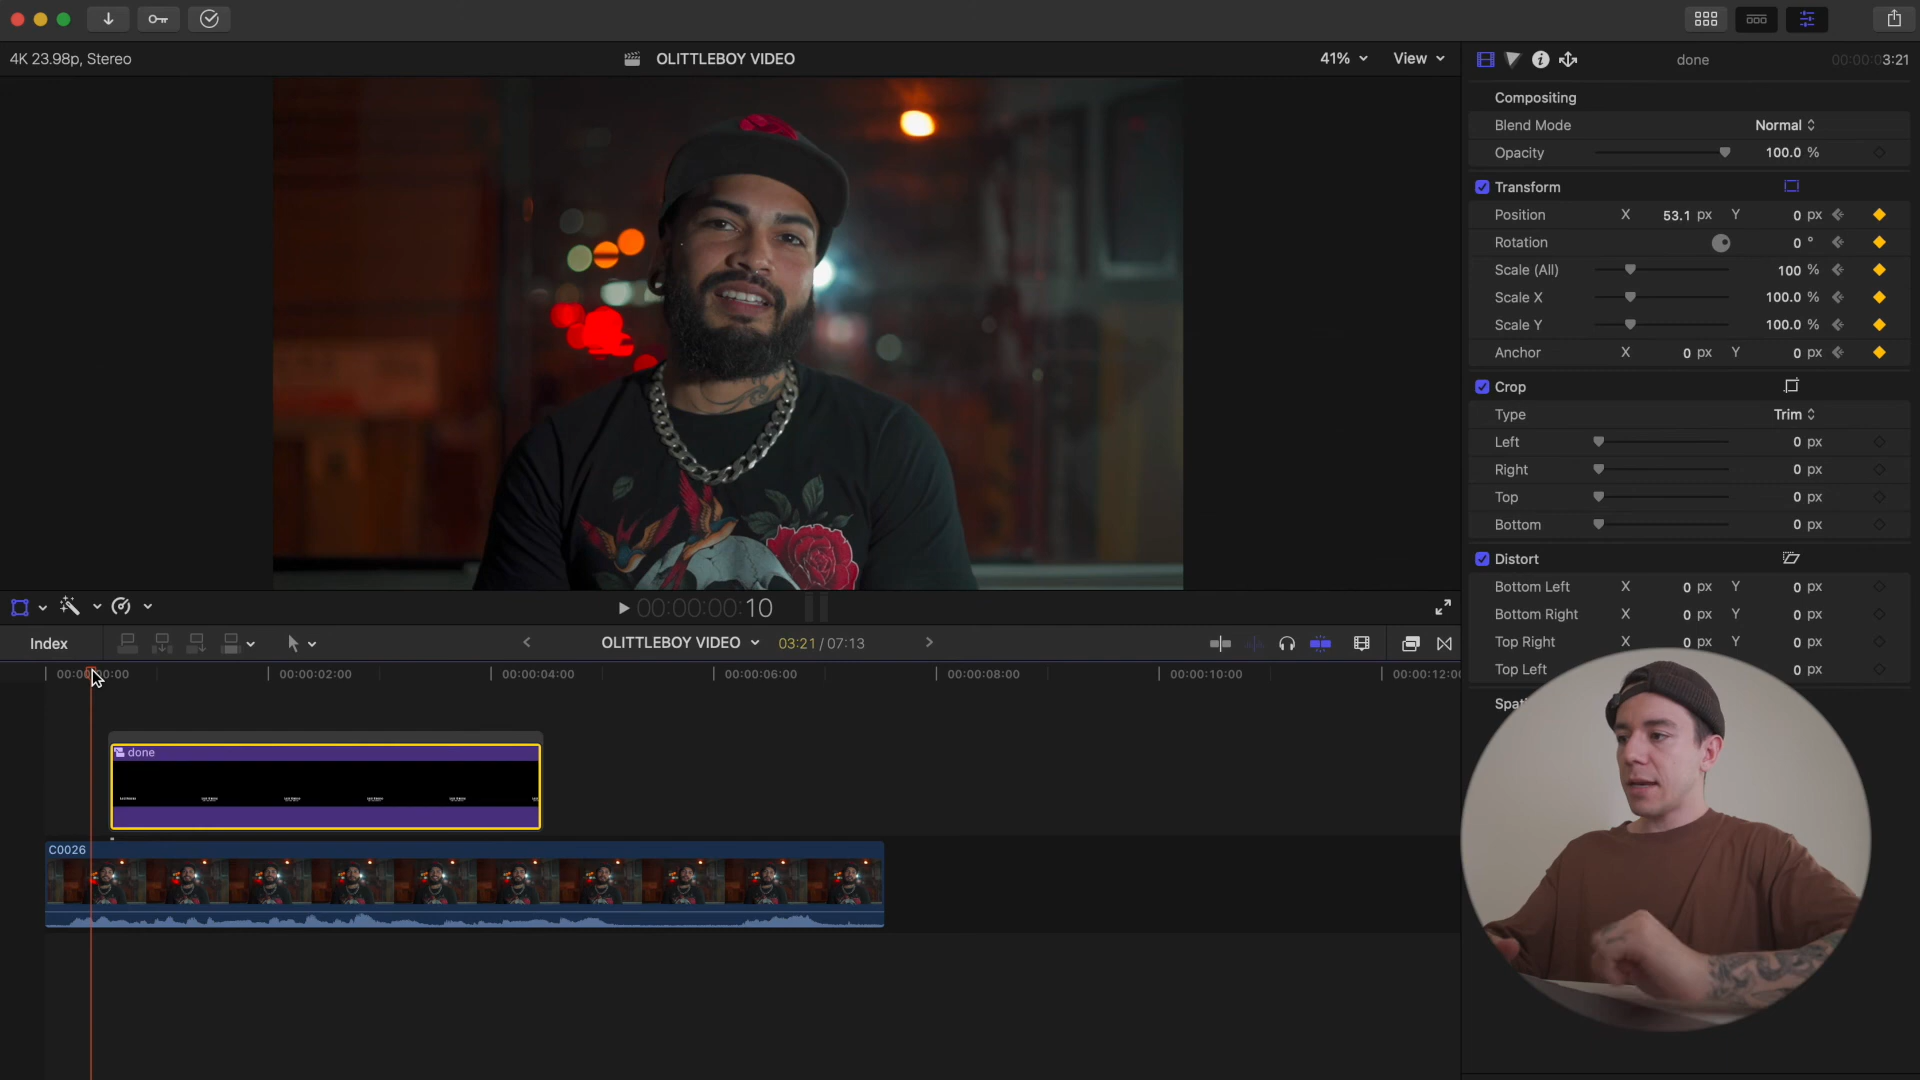 4K 23.98p, Stereo
OLITTLEBOY VIDEO
41%
View
done
00:00:03:21
Compositing
Blend Mode
Normal
Opacity
100.0 %
Transform
Position X 53.1 px Y 0 px
Rotation 0 °
Scale (All) 100 %
Scale X 100.0 %
Scale Y 100.0 %
Anchor X 0 px Y 0 px
Crop
Type Trim
Left 0 px
Right 0 px
Top 0 px
Bottom 0 px
Distort
Bottom Left X 0 px Y 0 px
Bottom Right X 0 px Y 0 px
Top Right X 0 px Y 0 px
Top Left 0 px
00:00:00:10
Index
OLITTLEBOY VIDEO
03:21 / 07:13
00:00:02:00
00:00:04:00
00:00:06:00
00:00:08:00
00:00:10:00
00:00:12:00
done
C0026